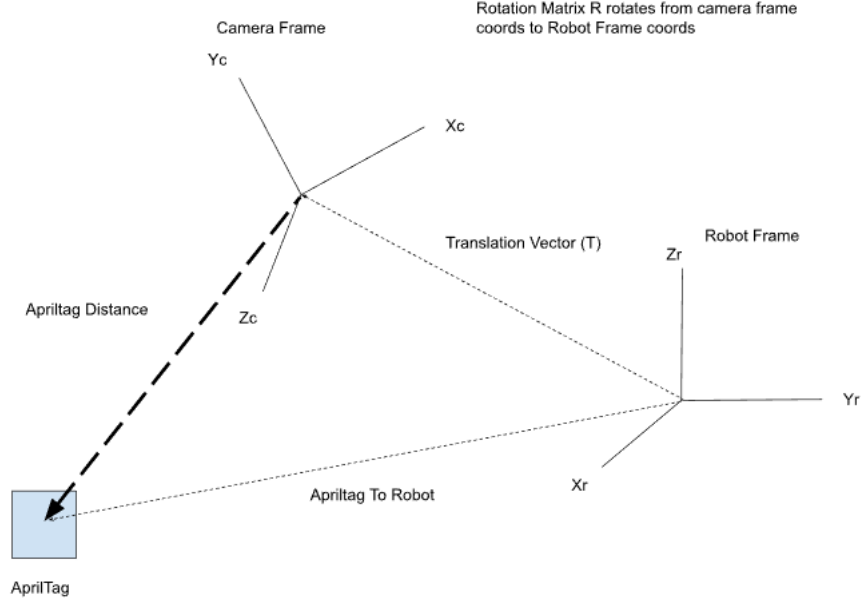 Rotation Matrix R rotates from camera frame
coords to Robot Frame coords
Camera Frame
Yc
Xc
Translation Vector (T)
Robot Frame
Zr
Apriltag Distance
Zc
Yr
Xr
Apriltag To Robot
AprilTag